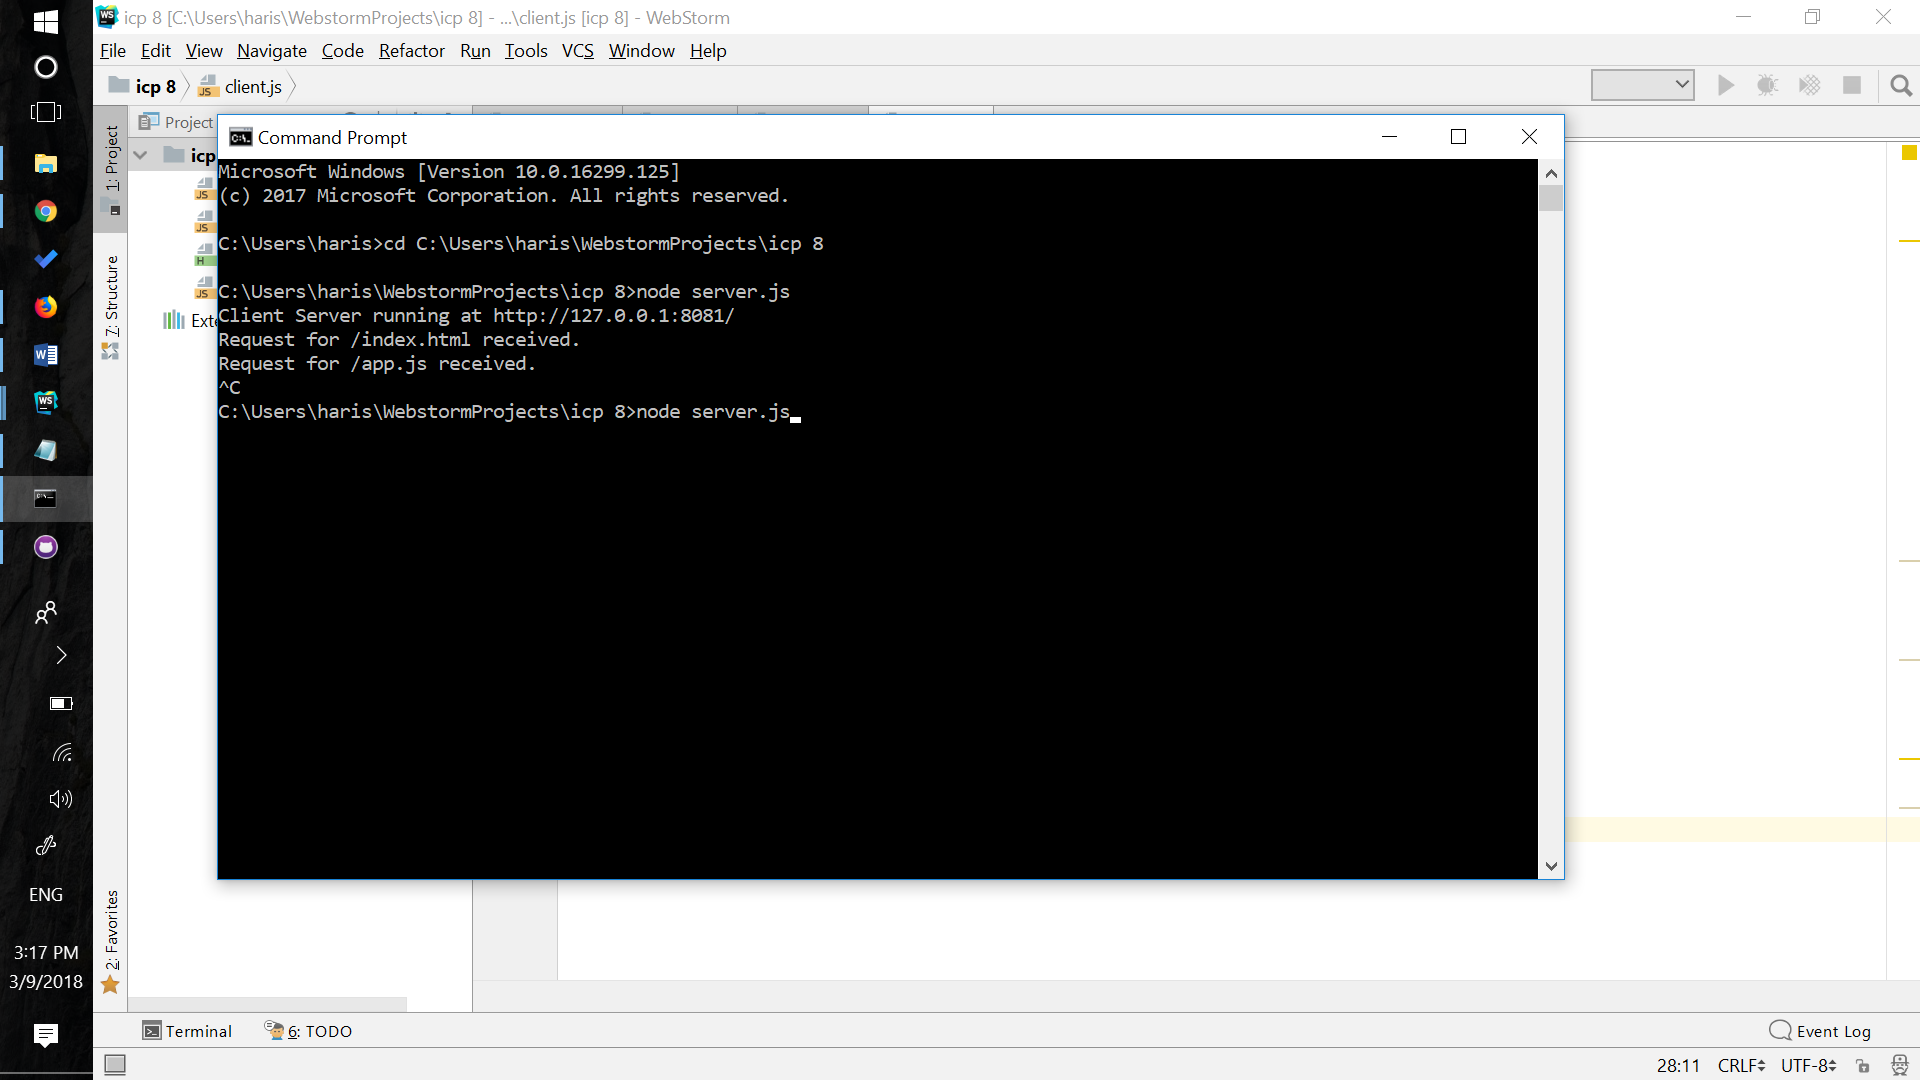 icp 8 [C:\Users\haris\WebstormProjects\icp 8] - ...\client.js [icp 8] - WebStorm
File Edit View Navigate Code Refactor Run Tools VCS Window Help
icp 8 client.js
Project
Command Prompt
icp
Microsoft Windows [Version 10.0.16299.125]
(c) 2017 Microsoft Corporation. All rights reserved.
C:\Users\haris>cd C:\Users\haris\WebstormProjects\icp 8
C:\Users\haris\WebstormProjects\icp 8>node server.js
Client Server running at http://127.0.0.1:8081/
Request for /index.html received.
Request for /app.js received.
^C
C:\Users\haris\WebstormProjects\icp 8>node server.js
Exte
1: Project
7: Structure
2: Favorites
ENG
3:17 PM
3/9/2018
Terminal 6: TODO Event Log
28:11 CRLF UTF-8